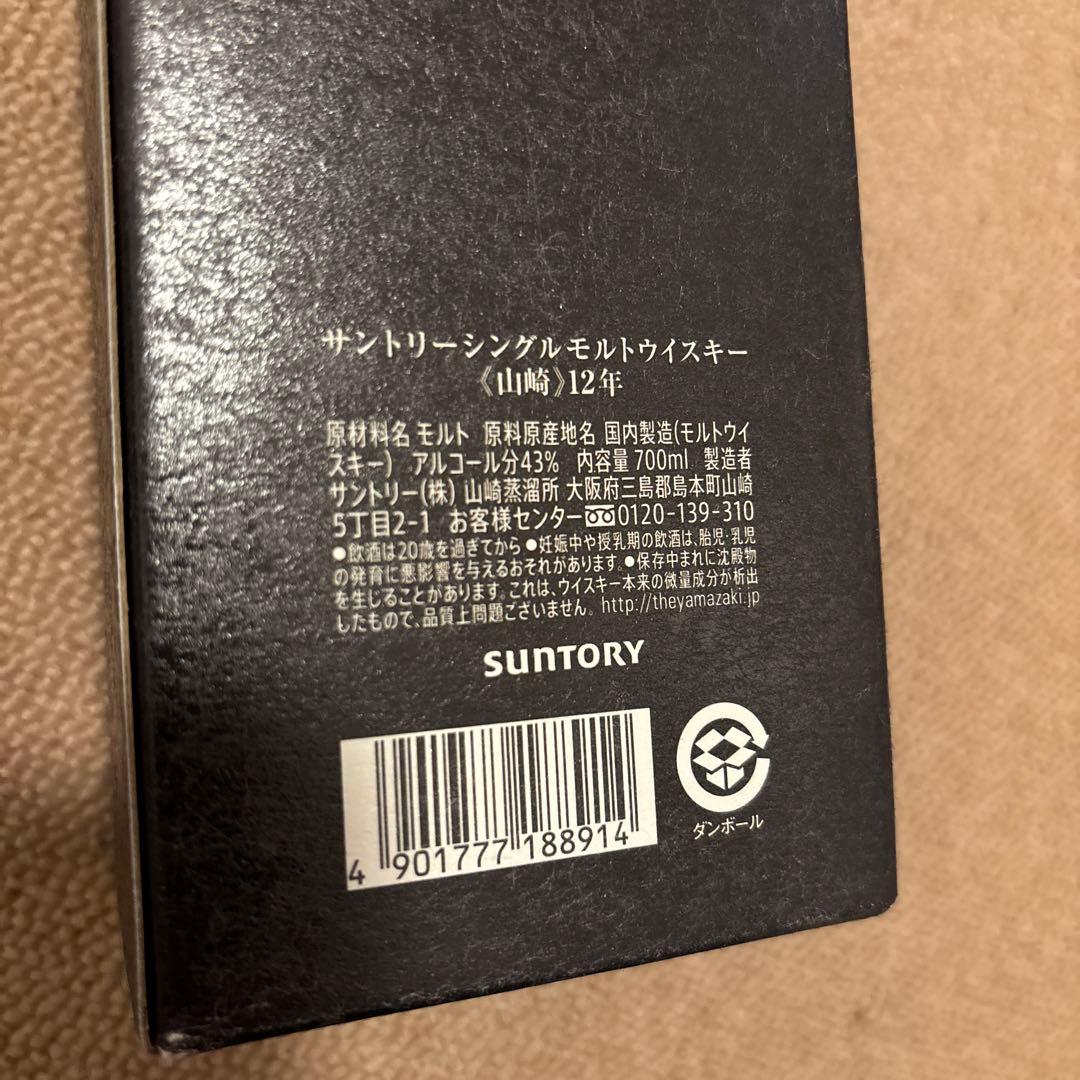 サントリーシングルモルトウイスキー
《山崎》12年
原材料名 モルト 原料原産地名 国内製造(モルトウイ
スキー) アルコール分43% 内容量 700ml 製造者
サントリー(株) 山崎蒸溜所 大阪府三島郡島本町山崎
5丁目2-1 お客様センター 0120-139-310
●飲酒は20歳を過ぎてから ●妊娠中や授乳期の飲酒は、胎児・乳児
の発育に悪影響を与えるおそれがあります。●保存中まれに沈殿物
を生じることがあります。これは、ウイスキー本来の微量成分が析出
したもので、品質上問題ございません。 http://theyamazaki.jp
SUNTORY
4 901777 188914
ダンボール